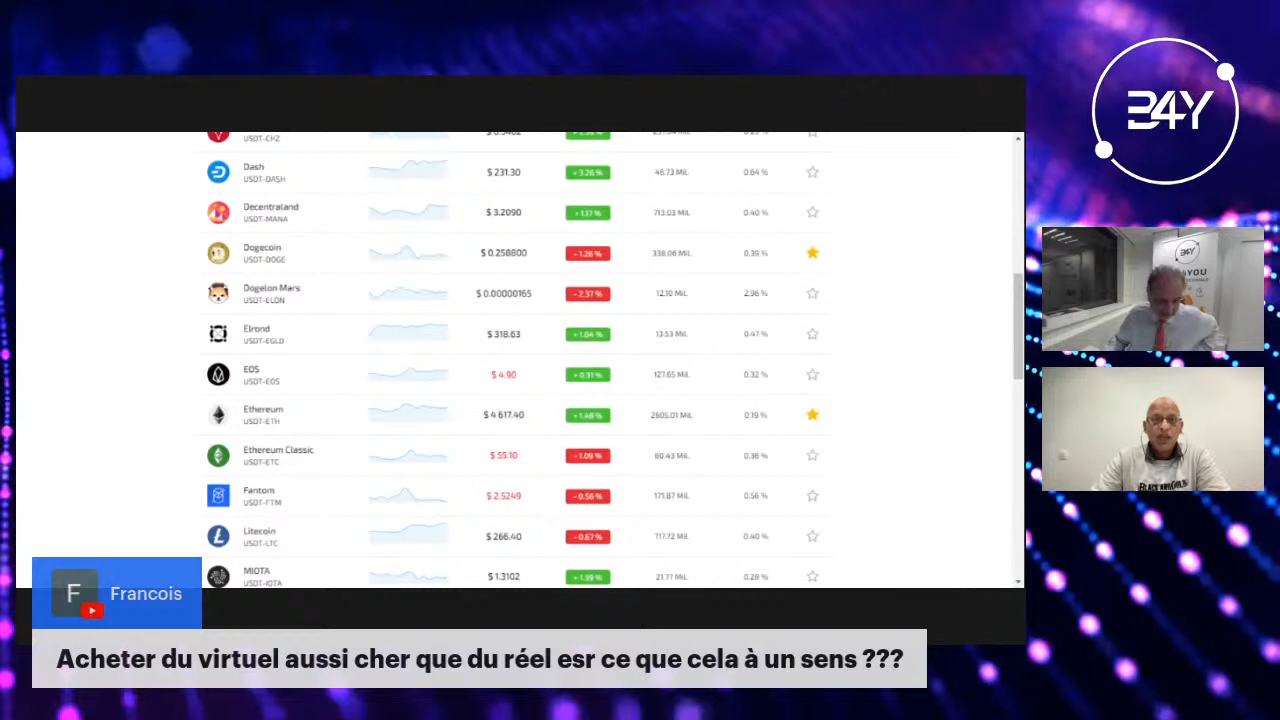 B4Y
USDT-CHZ
Dash
USDT-DASH
$ 231.30
+ 3.26 %
46.73 Mil.
0.64 %
Decentraland
USDT-MANA
$ 3.2090
+ 1.17 %
713.03 Mil.
0.40 %
Dogecoin
USDT-DOGE
$ 0.258800
- 1.26 %
338.06 Mil.
0.39 %
Dogelon Mars
USDT-ELON
$ 0.00000165
- 2.37 %
12.10 Mil.
2.96 %
Elrond
USDT-EGLD
$ 318.63
+ 1.04 %
13.53 Mil.
0.47 %
EOS
USDT-EOS
$ 4.90
+ 0.31 %
127.65 Mil.
0.32 %
Ethereum
USDT-ETH
$ 4 617.40
+ 1.48 %
2605.01 Mil.
0.19 %
Ethereum Classic
USDT-ETC
$ 55.10
- 1.09 %
80.43 Mil.
0.36 %
Fantom
USDT-FTM
$ 2.5249
- 0.56 %
171.87 Mil.
0.56 %
Litecoin
USDT-LTC
$ 266.40
- 0.67 %
717.72 Mil.
0.40 %
MIOTA
USDT-IOTA
$ 1.3102
+ 1.39 %
21.77 Mil.
0.28 %
F
Francois
Acheter du virtuel aussi cher que du réel esr ce que cela à un sens ???